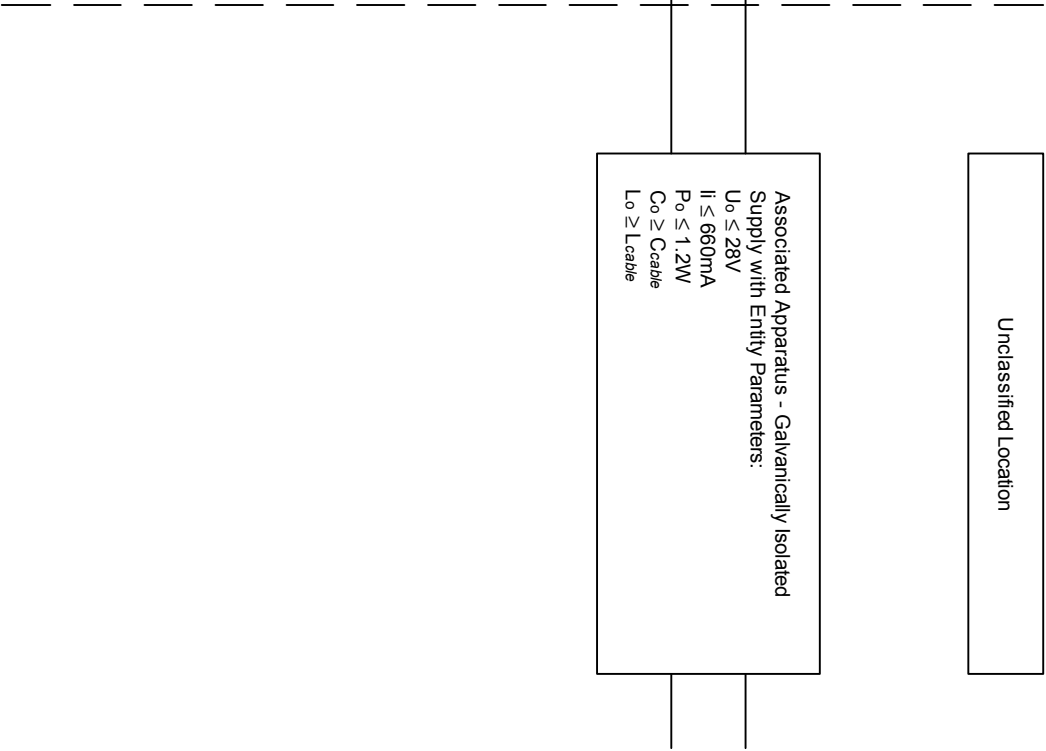 Unclassified Location
Associated Apparatus - Galvanically Isolated
Supply with Entity Parameters:
Uo ≤ 28V
Ii ≤ 660mA
Po ≤ 1.2W
Co ≥ Ccable
Lo ≥ Lcable